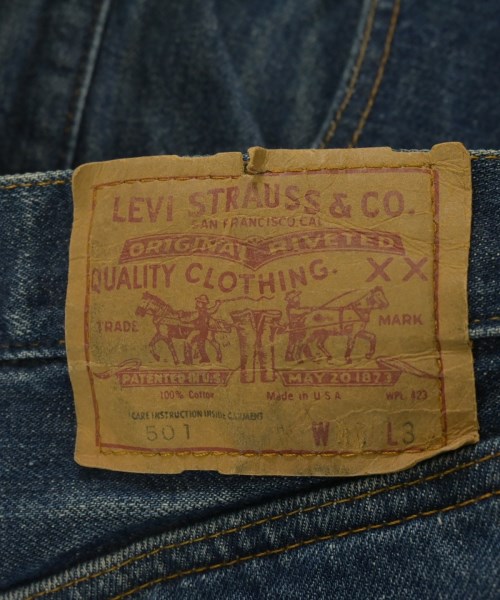 LEVI STRAUSS & CO.
SAN FRANCISCO CAL
ORIGINAL RIVETED
QUALITY CLOTHING. XX
TRADE MARK
PATENTED IN U.S. MAY 20 1873
100% Cotton Made in U S A WPL 423
CARE INSTRUCTION INSIDE GARMENT
501 W L3